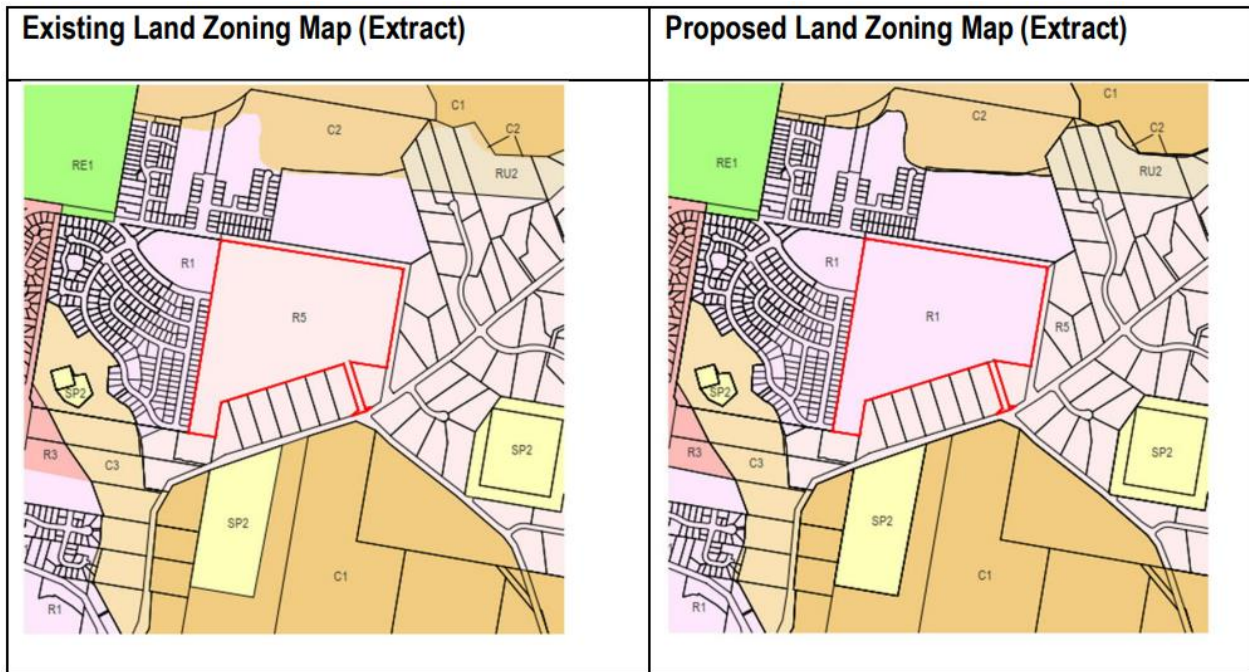 Existing Land Zoning Map (Extract)
Proposed Land Zoning Map (Extract)
C1
C2
C2
RE1
RU2
R1
R5
SP2
R3
C3
SP2
SP2
C1
R1
C1
C2
C2
RE1
RU2
R1
R5
R1
SP2
R3
C3
SP2
SP2
C1
R1